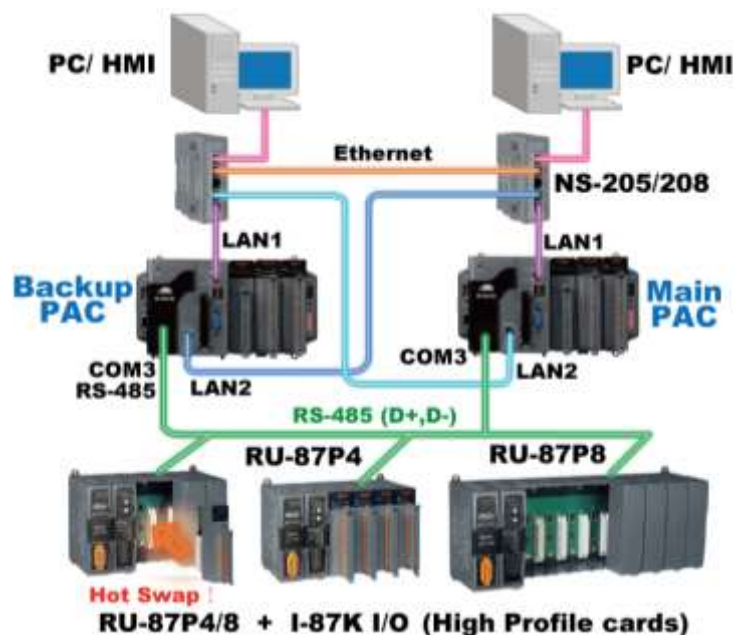 PC/ HMI
PC/ HMI
Ethernet
NS-205/208
LAN1
LAN1
Backup
PAC
Main
PAC
COM3
RS-485
LAN2
COM3
LAN2
RS-485 (D+,D-)
RU-87P4
RU-87P8
Hot Swap !
RU-87P4/8 + I-87K I/O (High Profile cards)